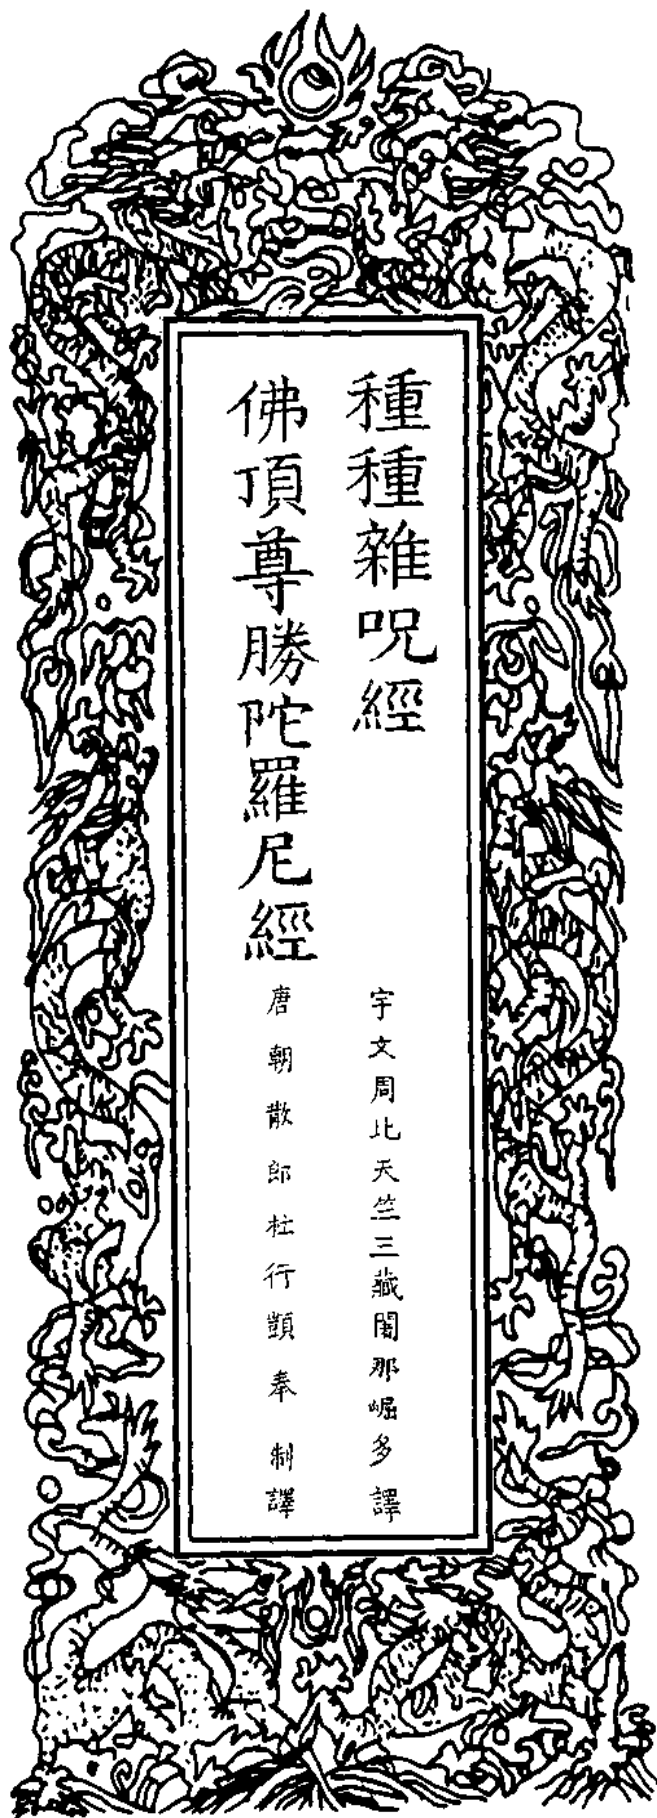 種種雜呪經
宇文周北天竺三藏闍那崛多譯
佛頂尊勝陀羅尼經
唐朝散郎杜行顗奉制譯